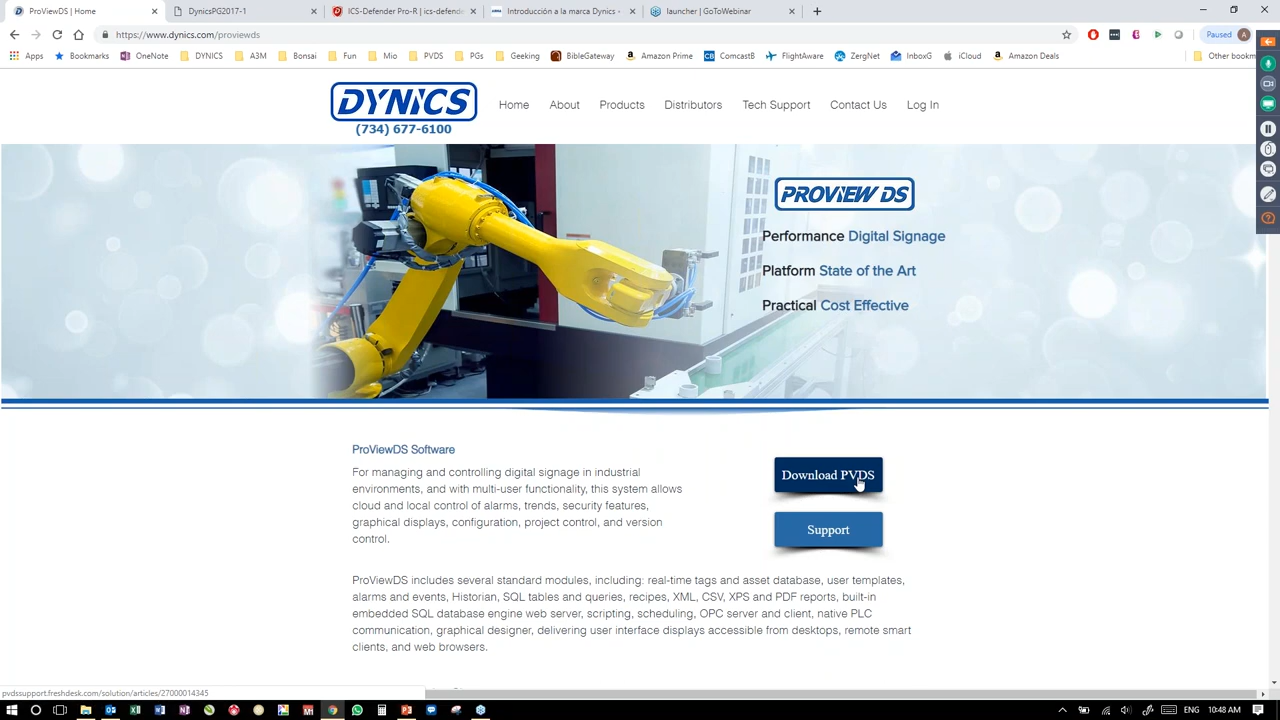 ProViewDS | Home
DynicsPG2017-1
ICS-Defender Pro-R | ics-defende
Introducción a la marca Dynics -
launcher | GoToWebinar
https://www.dynics.com/proviewds
Paused
A
Apps
Bookmarks
OneNote
DYNICS
A3M
Bonsai
Fun
Mio
PVDS
PGs
Geeking
BibleGateway
Amazon Prime
ComcastB
FlightAware
ZergNet
InboxG
iCloud
Amazon Deals
Other bookm
DYNICS
(734) 677-6100
Home
About
Products
Distributors
Tech Support
Contact Us
Log In
PROVIEW DS
Performance Digital Signage
Platform State of the Art
Practical Cost Effective
ProViewDS Software
For managing and controlling digital signage in industrial
environments, and with multi-user functionality, this system allows
cloud and local control of alarms, trends, security features,
graphical displays, configuration, project control, and version
control.
Download PVDS
Support
ProViewDS includes several standard modules, including: real-time tags and asset database, user templates,
alarms and events, Historian, SQL tables and queries, recipes, XML, CSV, XPS and PDF reports, built-in
embedded SQL database engine web server, scripting, scheduling, OPC server and client, native PLC
communication, graphical designer, delivering user interface displays accessible from desktops, remote smart
clients, and web browsers.
pvdssupport.freshdesk.com/solution/articles/27000014345
10:48 AM